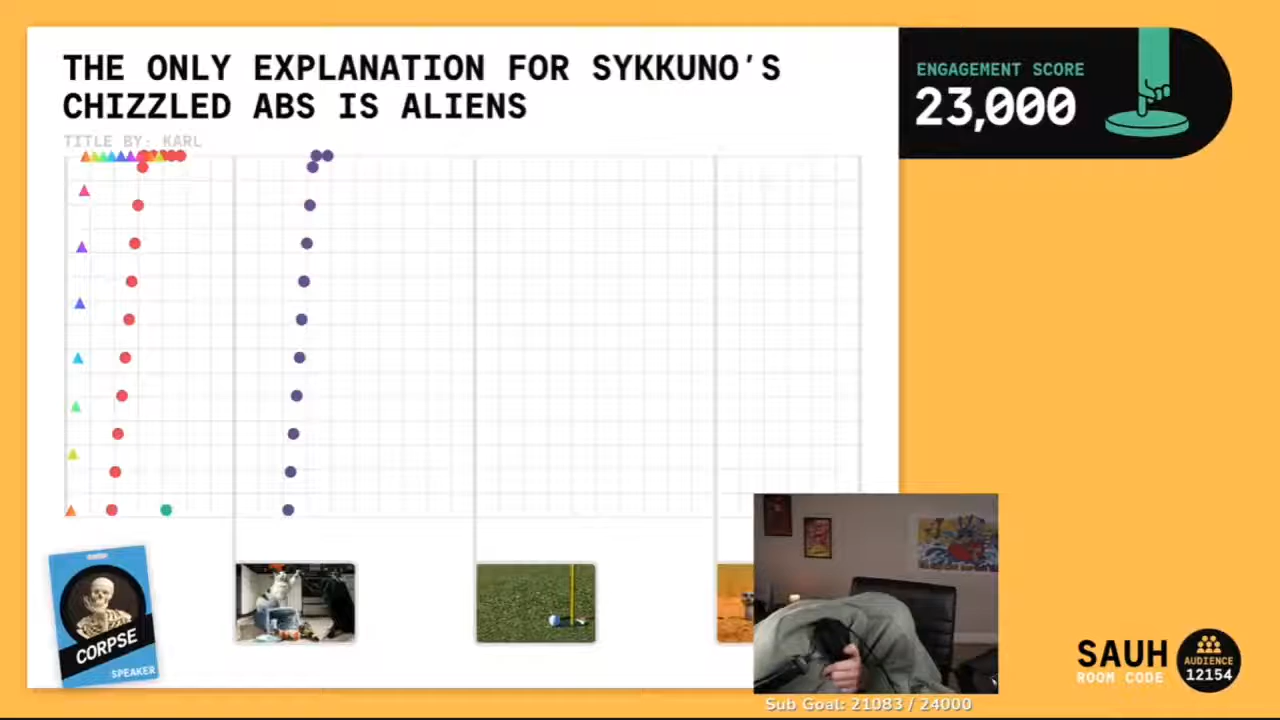 THE ONLY EXPLANATION FOR SYKKUNO'S
CHIZZLED ABS IS ALIENS
TITLE BY: KARL
ENGAGEMENT SCORE
23,000
CORPSE
SPEAKER
SAUH
ROOM CODE
AUDIENCE
12154
Sub Goal: 21083 / 24000